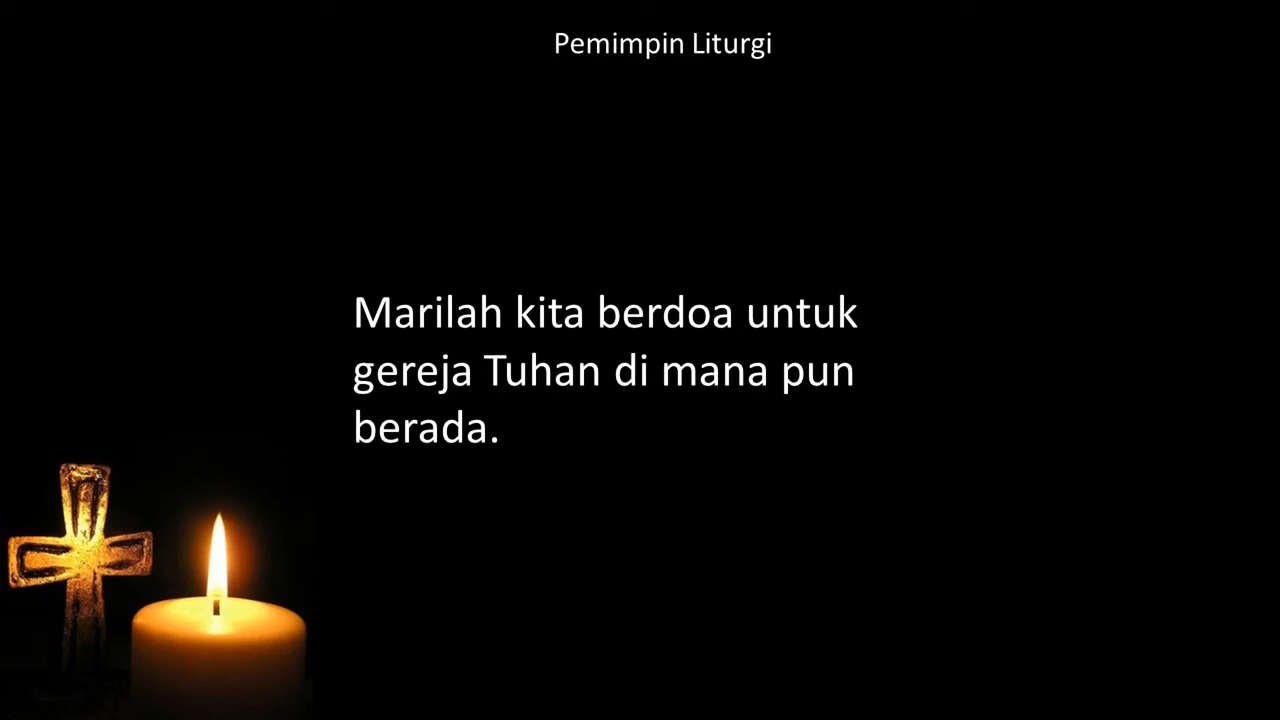 Pemimpin Liturgi
Marilah kita berdoa untuk
gereja Tuhan di mana pun
berada.